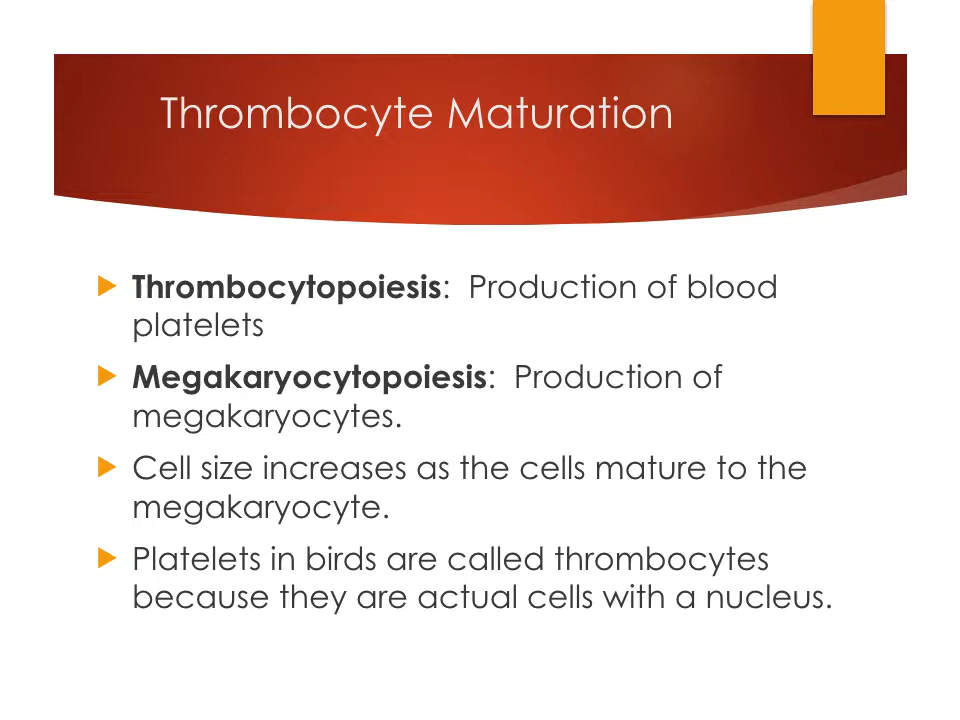 Thrombocyte Maturation
Thrombocytopoiesis:  Production of blood
platelets
Megakaryocytopoiesis:  Production of
megakaryocytes.
Cell size increases as the cells mature to the
megakaryocyte.
Platelets in birds are called thrombocytes
because they are actual cells with a nucleus.